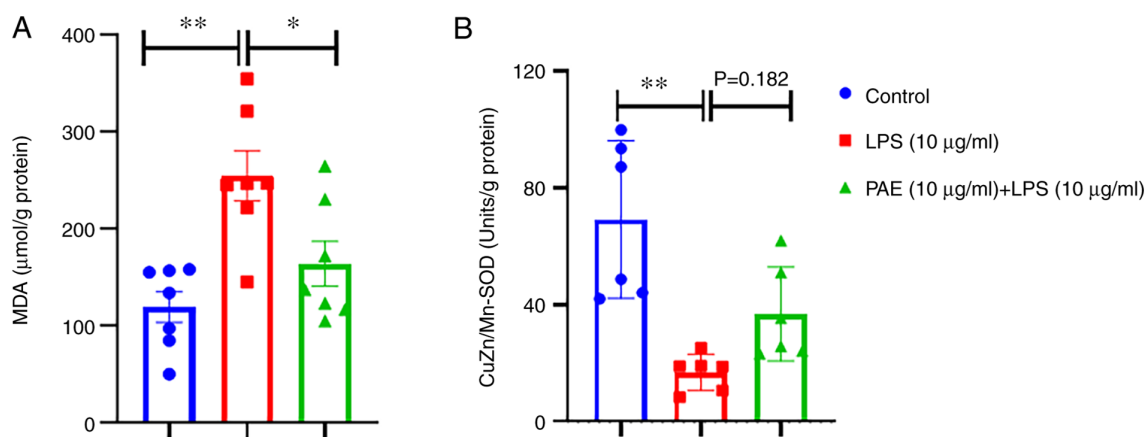 A
MDA (μmol/g protein)
400
300
200
100
0
**
*
B
CuZn/Mn-SOD (Units/g protein)
120
80
40
0
**
P=0.182
Control
LPS (10 μg/ml)
PAE (10 μg/ml)+LPS (10 μg/ml)